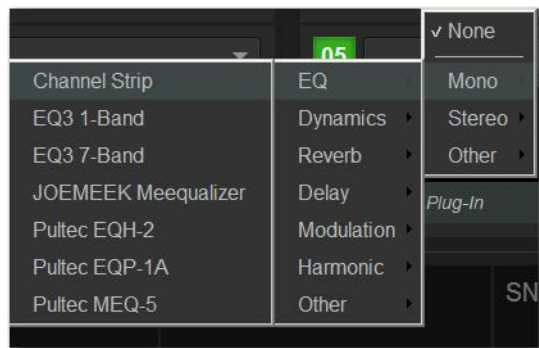 05
✓ None
Mono
Stereo
Other
EQ
Dynamics
Reverb
Delay
Modulation
Harmonic
Other
Channel Strip
EQ3 1-Band
EQ3 7-Band
JOEMEEK Meequalizer
Pultec EQH-2
Pultec EQP-1A
Pultec MEQ-5
Plug-In
SN